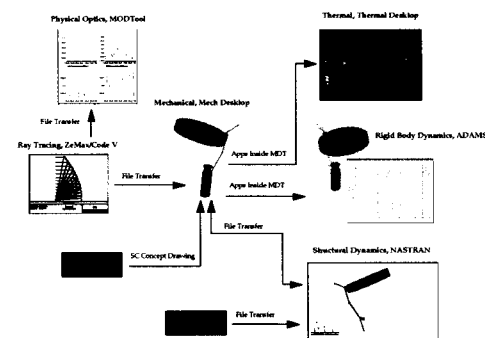 Physical Optics, MODTool
Thermal, Thermal Desktop
File Transfer
Mechanical, Mech Desktop
Rigid Body Dynamics, ADAMS
Ray Tracing, ZeMax/Code V
Apps Inside MDT
File Transfer
Apps Inside MDT
File Transfer
SC Concept Drawing
Structural Dynamics, NASTRAN
File Transfer